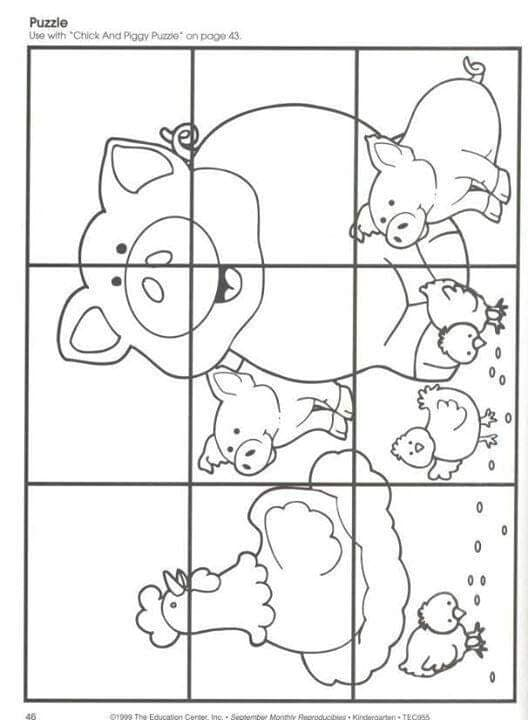 Puzzle
Use with "Chick And Piggy Puzzle" on page 43.
46 ©1999 The Education Center, Inc. • September Monthly Reproducibles • Kindergarten • TEC955